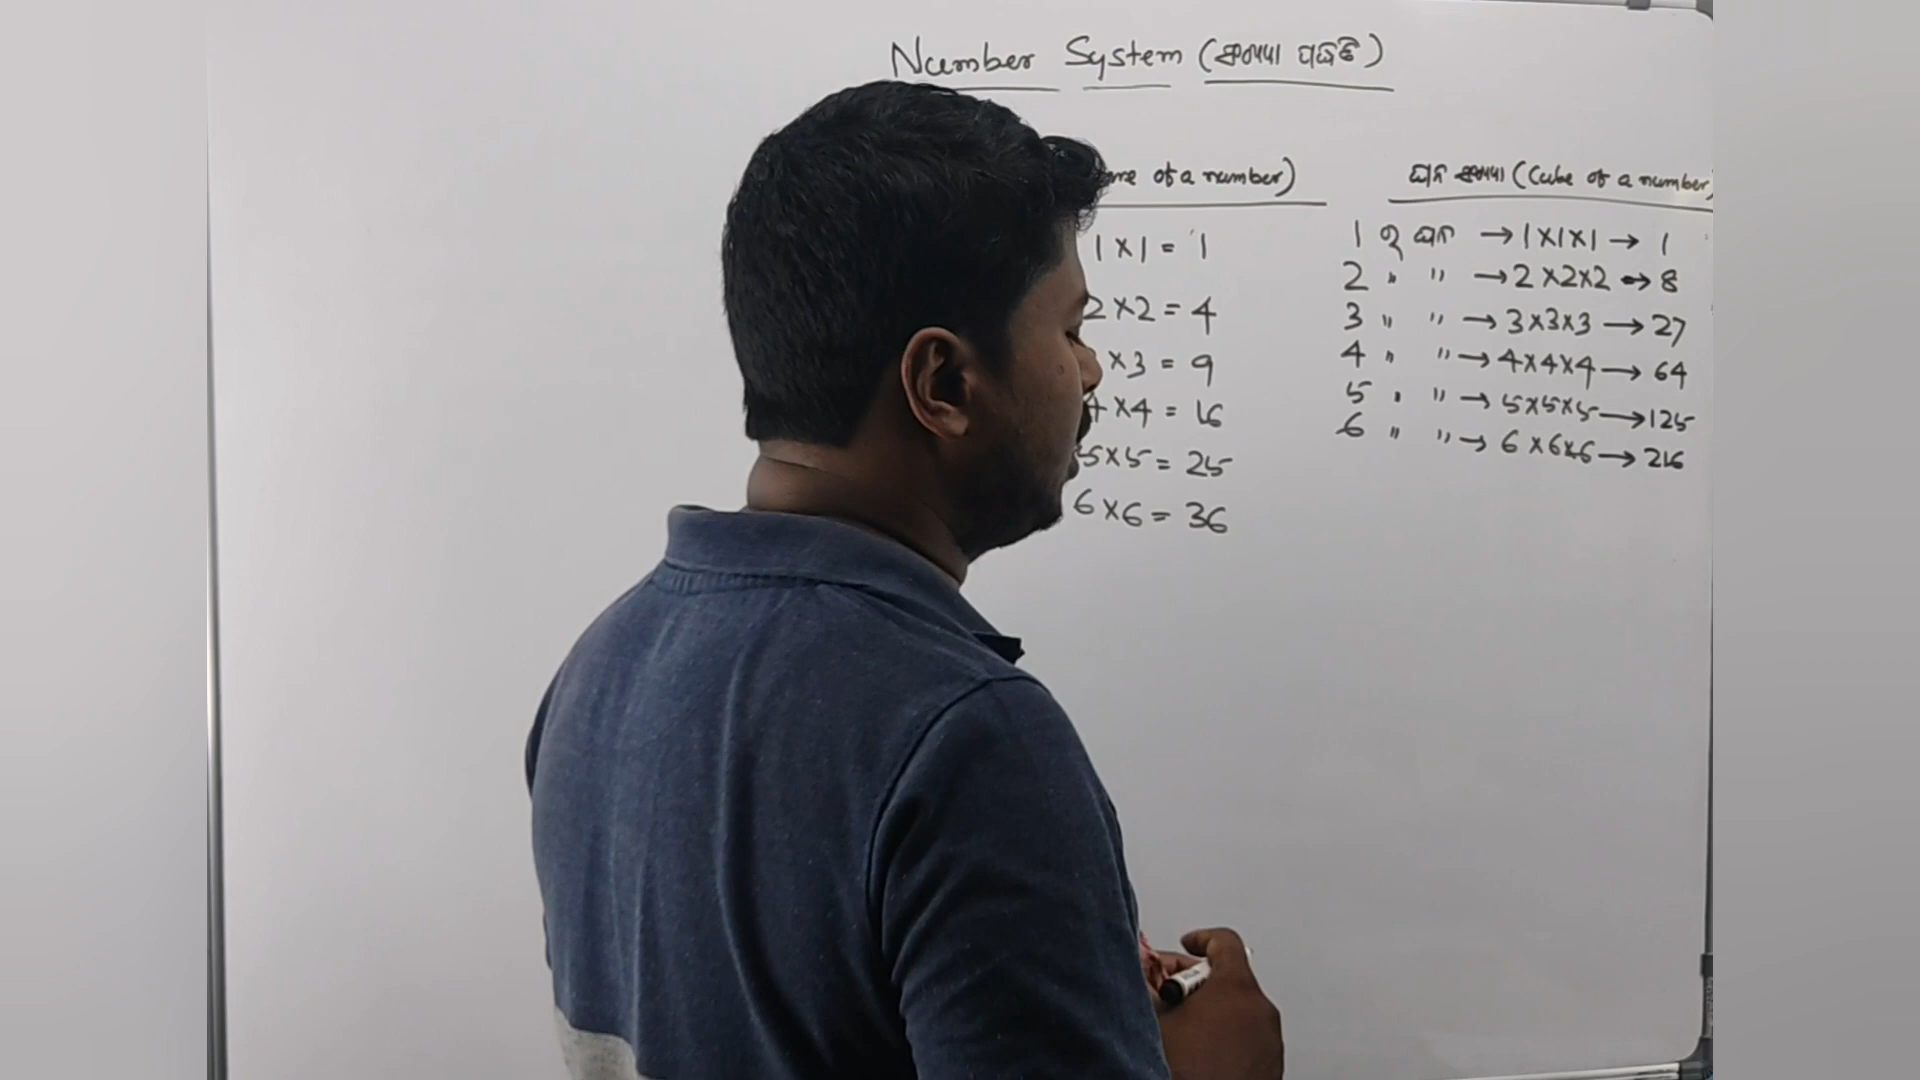 Number System (ସଂଖ୍ୟା ପଦ୍ଧତି)
of a number)
1 x 1 = 1
2 x 2 = 4
x 3 = 9
4 x 4 = 16
5 x 5 = 25
6 x 6 = 36
ଘନ ସଂଖ୍ୟା (Cube of a number)
1 ର ଘନ → 1 x 1 x 1 → 1
2 " " → 2 x 2 x 2 → 8
3 " " → 3 x 3 x 3 → 27
4 " " → 4 x 4 x 4 → 64
5 " " → 5 x 5 x 5 → 125
6 " " → 6 x 6 x 6 → 216